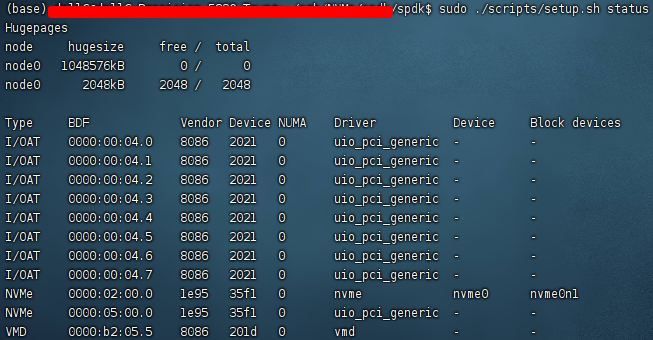 (base) /spdk$ sudo ./scripts/setup.sh status
Hugepages
node hugesize free / total
node0 1048576kB 0 / 0
node0 2048kB 2048 / 2048
Type BDF Vendor Device NUMA Driver Device Block devices
I/OAT 0000:00:04.0 8086 2021 0 uio_pci_generic - -
I/OAT 0000:00:04.1 8086 2021 0 uio_pci_generic - -
I/OAT 0000:00:04.2 8086 2021 0 uio_pci_generic - -
I/OAT 0000:00:04.3 8086 2021 0 uio_pci_generic - -
I/OAT 0000:00:04.4 8086 2021 0 uio_pci_generic - -
I/OAT 0000:00:04.5 8086 2021 0 uio_pci_generic - -
I/OAT 0000:00:04.6 8086 2021 0 uio_pci_generic - -
I/OAT 0000:00:04.7 8086 2021 0 uio_pci_generic - -
NVMe 0000:02:00.0 1e95 35f1 0 nvme nvme0 nvme0n1
NVMe 0000:05:00.0 1e95 35f1 0 uio_pci_generic - -
VMD 0000:b2:05.5 8086 201d 0 vmd - -